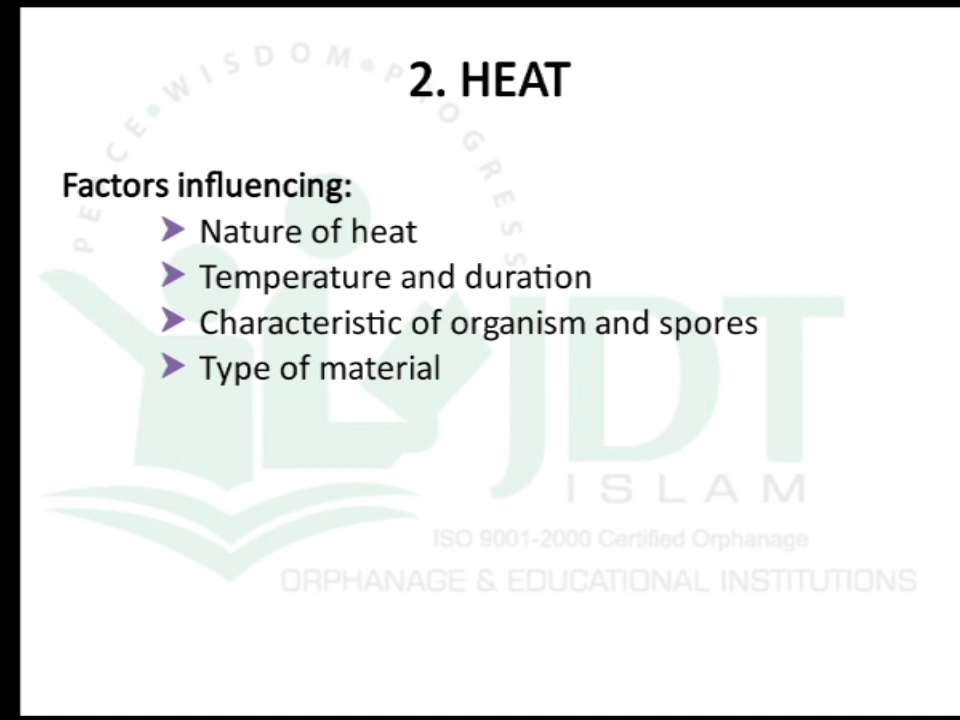 2. HEAT
PEACE•WISDOM•PROGRESS
Factors influencing:
Nature of heat
Temperature and duration
Characteristic of organism and spores
Type of material
JDT
ISLAM
ISO 9001-2000 Certified Orphanage
ORPHANAGE & EDUCATIONAL INSTITUTIONS